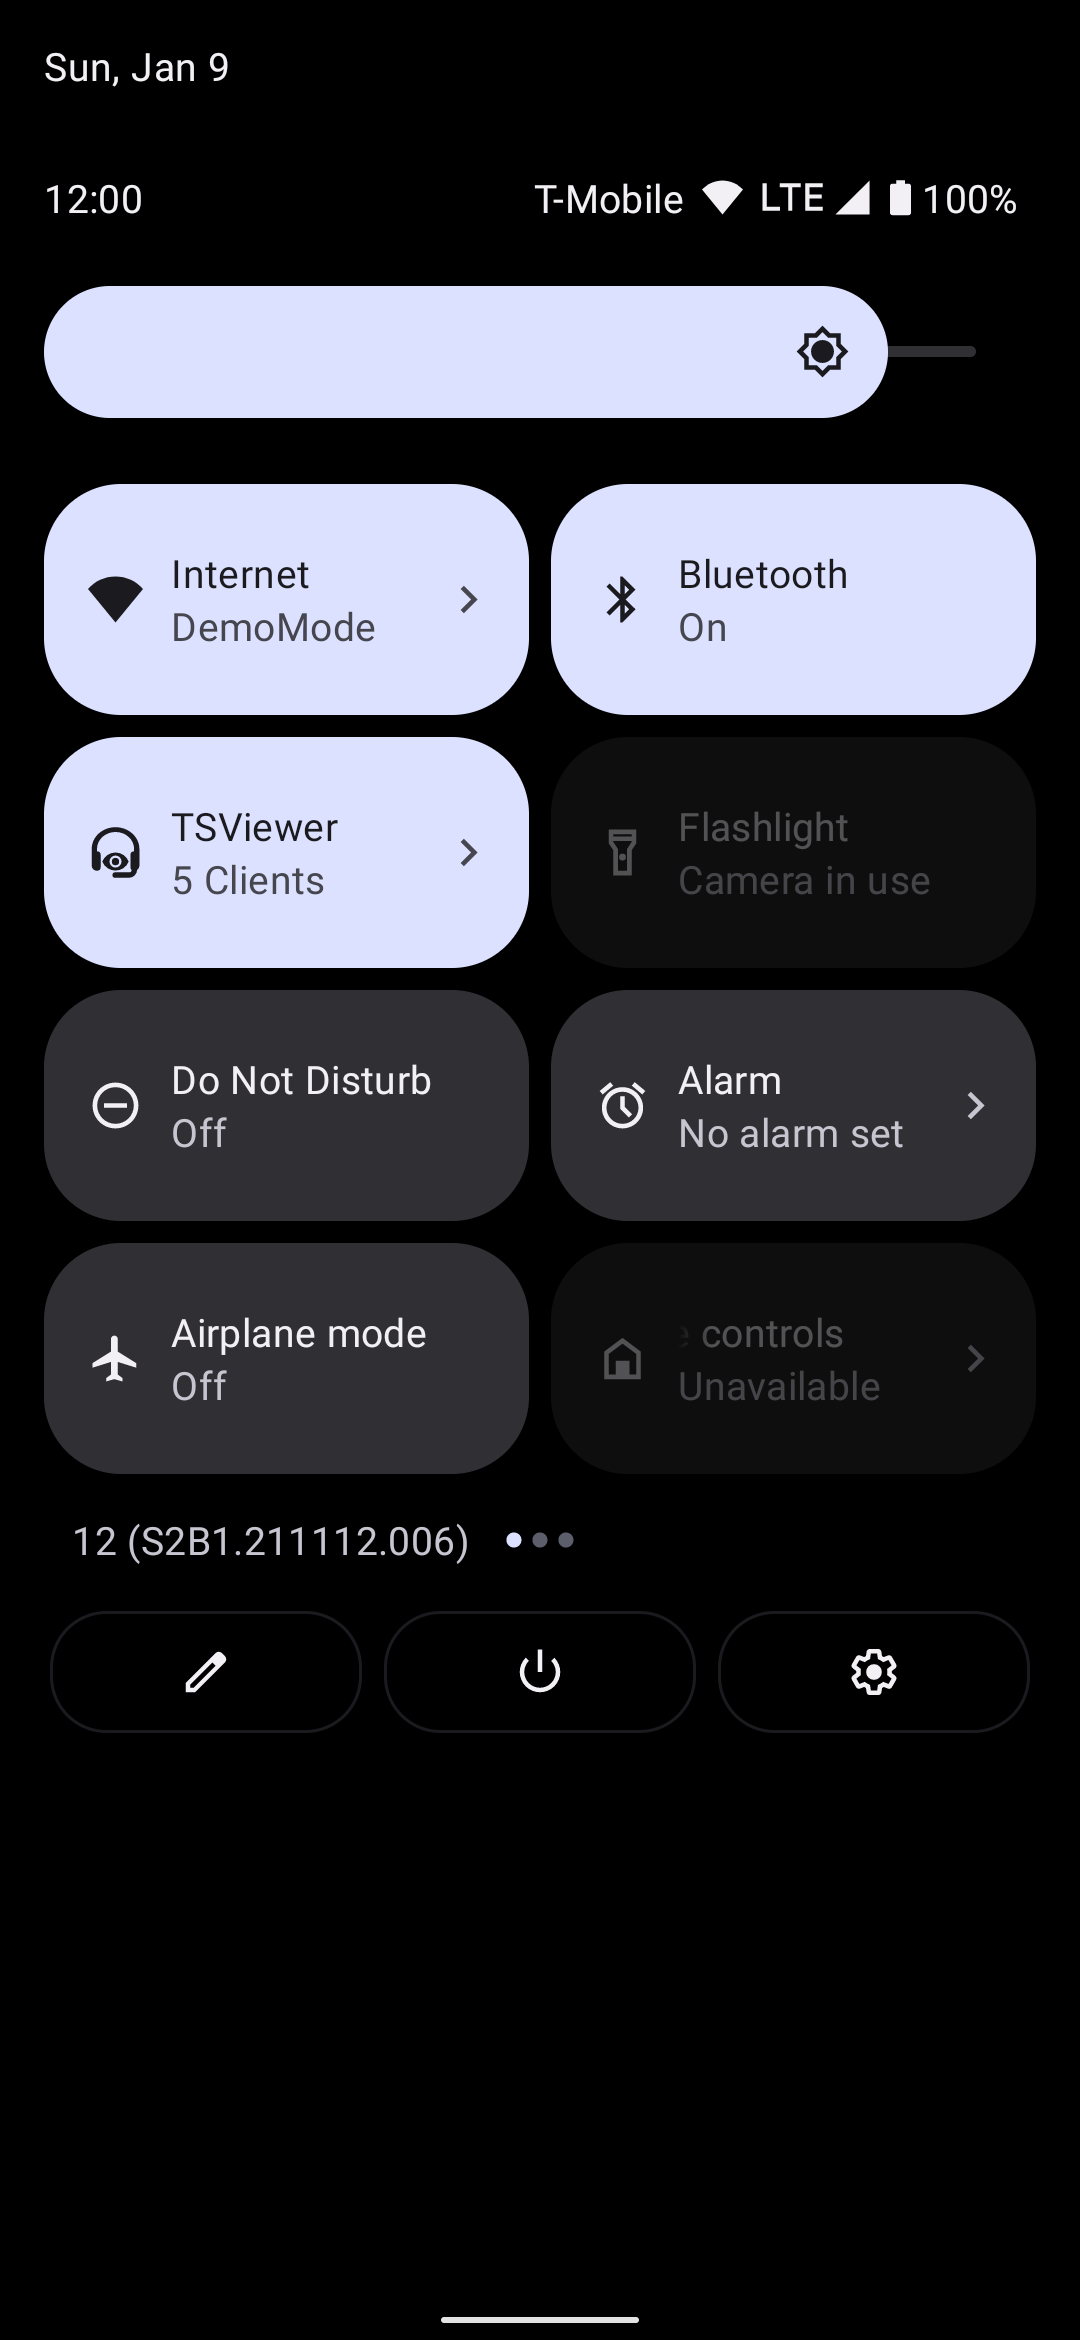 Sun, Jan 9
12:00 T-Mobile LTE 100%
Internet
DemoMode
Bluetooth
On
TSViewer
5 Clients
Flashlight
Camera in use
Do Not Disturb
Off
Alarm
No alarm set
Airplane mode
Off
controls
Unavailable
12 (S2B1.211112.006)